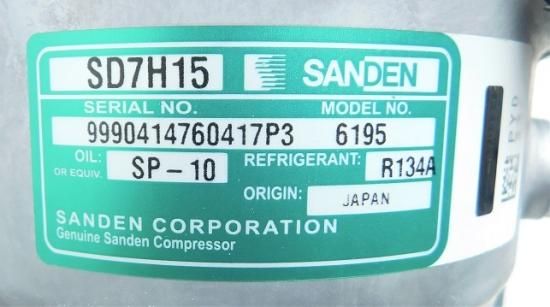 SD7H15 SANDEN
SERIAL NO. MODEL NO.
9990414760417P3 6195
OIL: SP-10 REFRIGERANT: R134A
OR EQUIV.
ORIGIN: JAPAN
SANDEN CORPORATION
Genuine Sanden Compressor